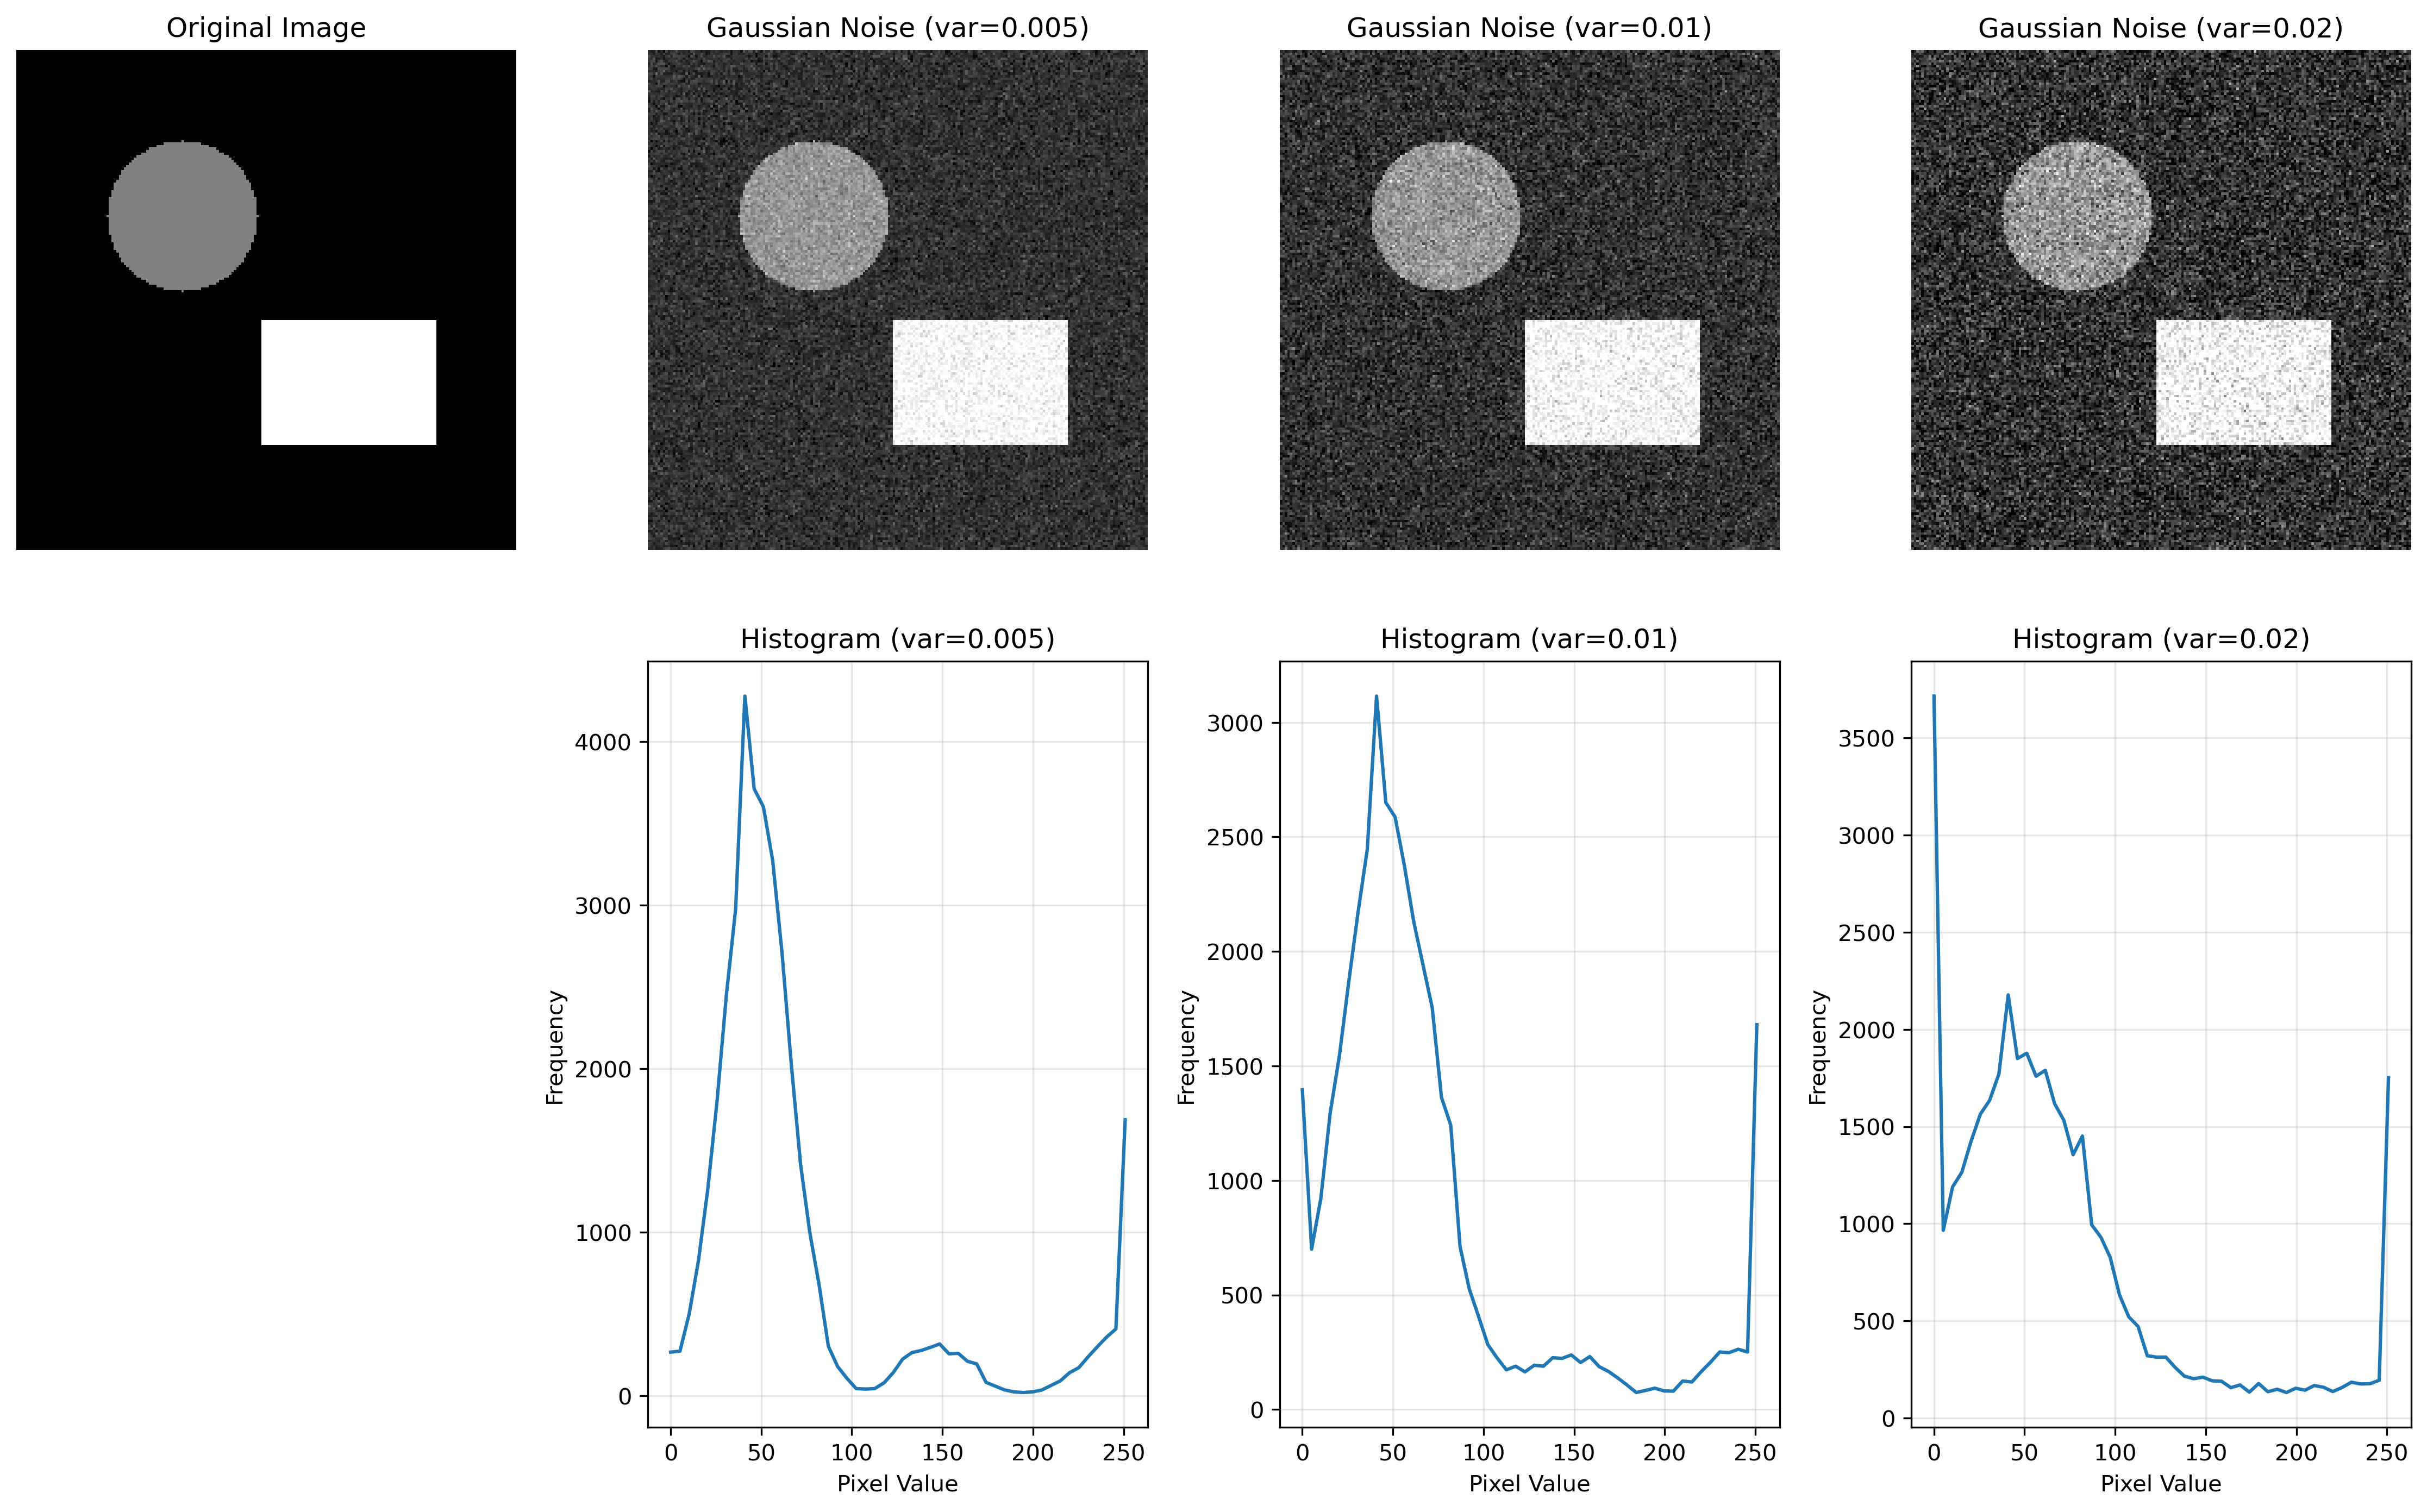 Original Image
Gaussian Noise (var=0.005)
Gaussian Noise (var=0.01)
Gaussian Noise (var=0.02)
Histogram (var=0.005)
Frequency
4000
3000
2000
1000
0
0 50 100 150 200 250
Pixel Value
Histogram (var=0.01)
Frequency
3000
2500
2000
1500
1000
500
0
0 50 100 150 200 250
Pixel Value
Histogram (var=0.02)
Frequency
3500
3000
2500
2000
1500
1000
500
0
0 50 100 150 200 250
Pixel Value